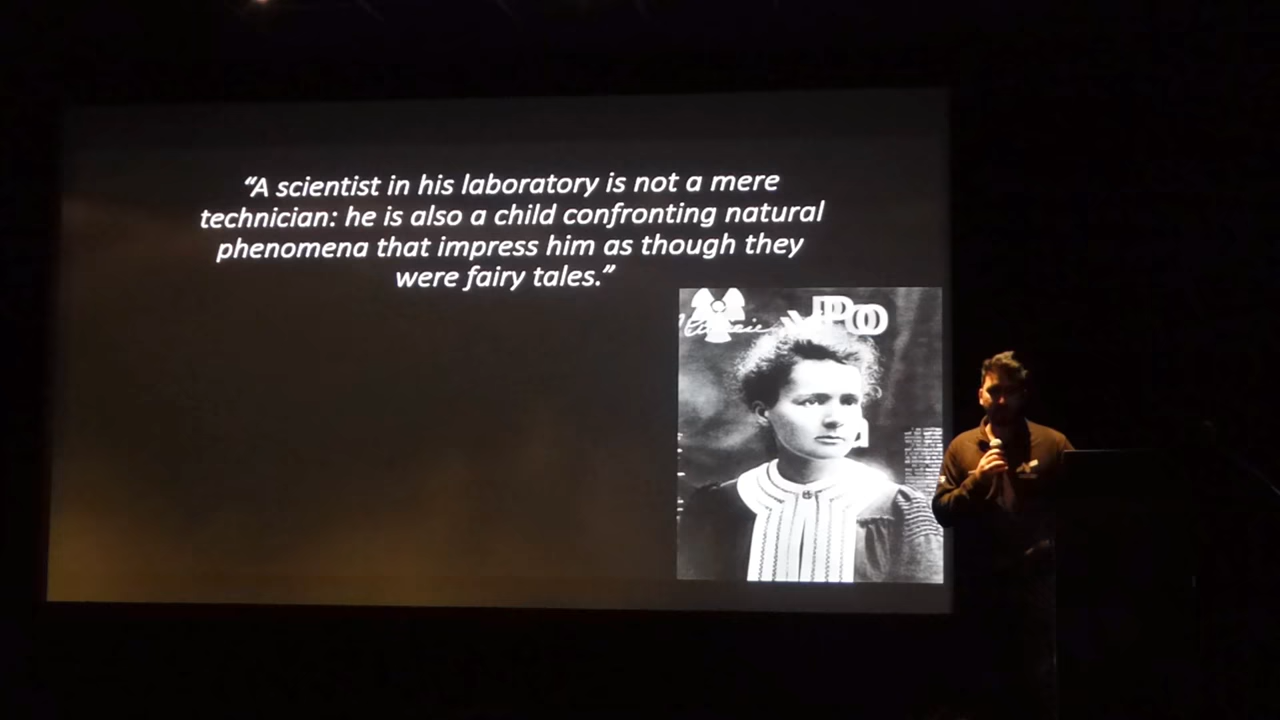 “A scientist in his laboratory is not a mere
technician: he is also a child confronting natural
phenomena that impress him as though they
were fairy tales.”